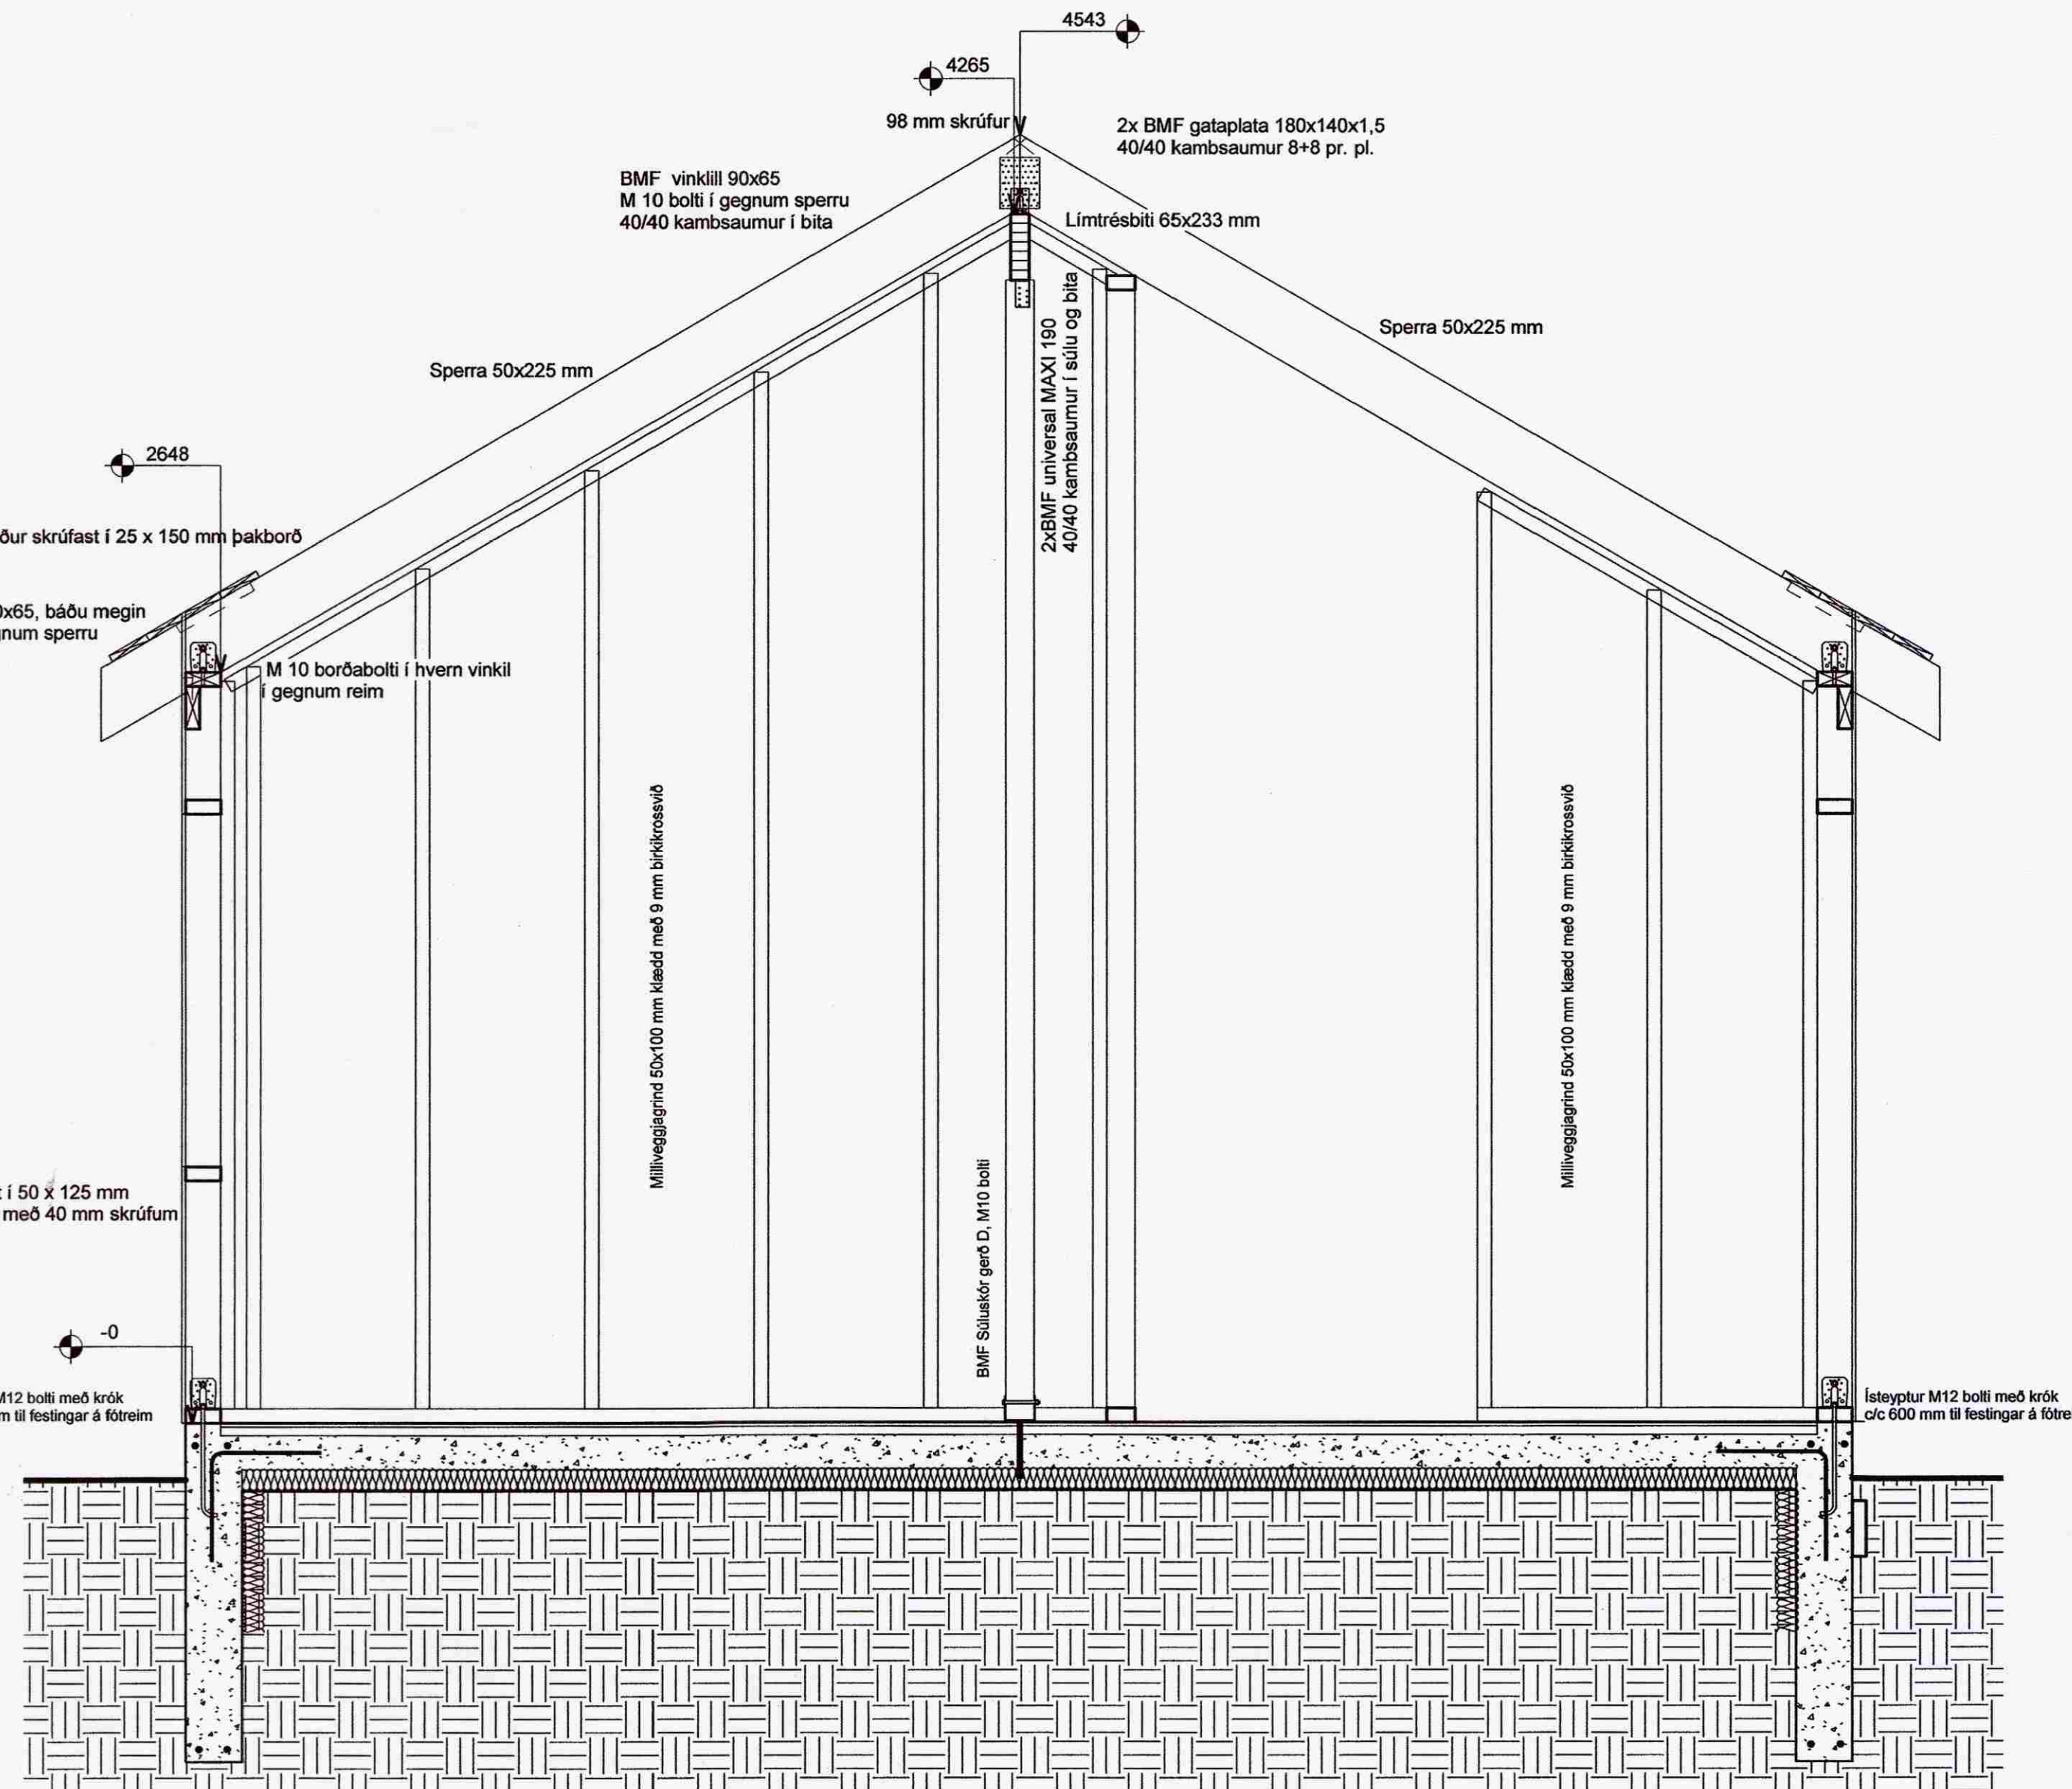 4543
4265
98 mm skrúfur
2x BMF gataplata 180x140x1,5
40/40 kambsaumur 8+8 pr. pl.
BMF vinklill 90x65
M 10 bolti í gegnum sperru
40/40 kambsaumur í bita
Límtrésbiti 65x233 mm
2xBMF universal MAXI 190
40/40 kambsaumur í súlu og bita
Sperra 50x225 mm
Sperra 50x225 mm
2648
skrúfast í 25 x 150 mm þakborð
báðu megin
sperru
M 10 borðabolti í hvern vinkil
í gegnum reim
Milliveggjagrind 50x100 mm klædd með 9 mm birkikrossvið
Milliveggjagrind 50x100 mm klædd með 9 mm birkikrossvið
BMF Súluskór gerð D, M10 bolti
í 50 x 125 mm
með 40 mm skrúfum
-0
M12 bolti með krók
til festingar á fótreim
Ísteyptur M12 bolti með krók
c/c 600 mm til festingar á fótre